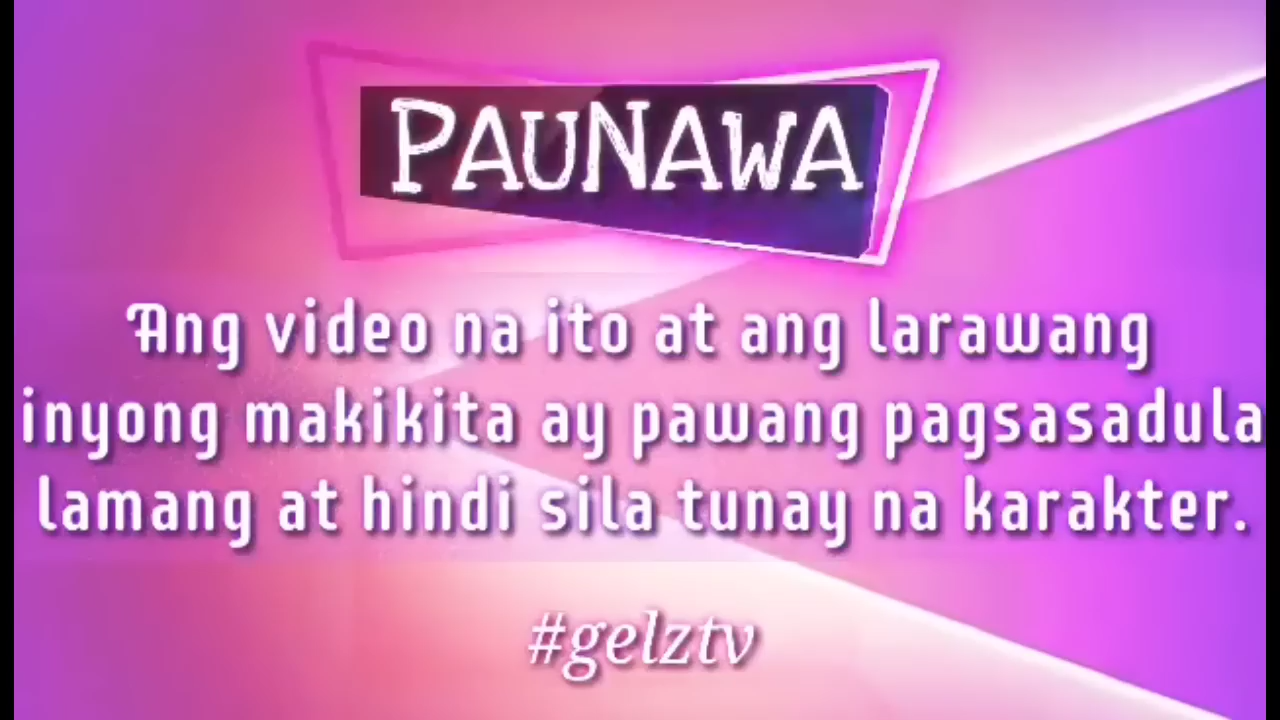 PAUNAWA
Ang video na ito at ang larawang
inyong makikita ay pawang pagsasadula
lamang at hindi sila tunay na karakter.
#gelztv